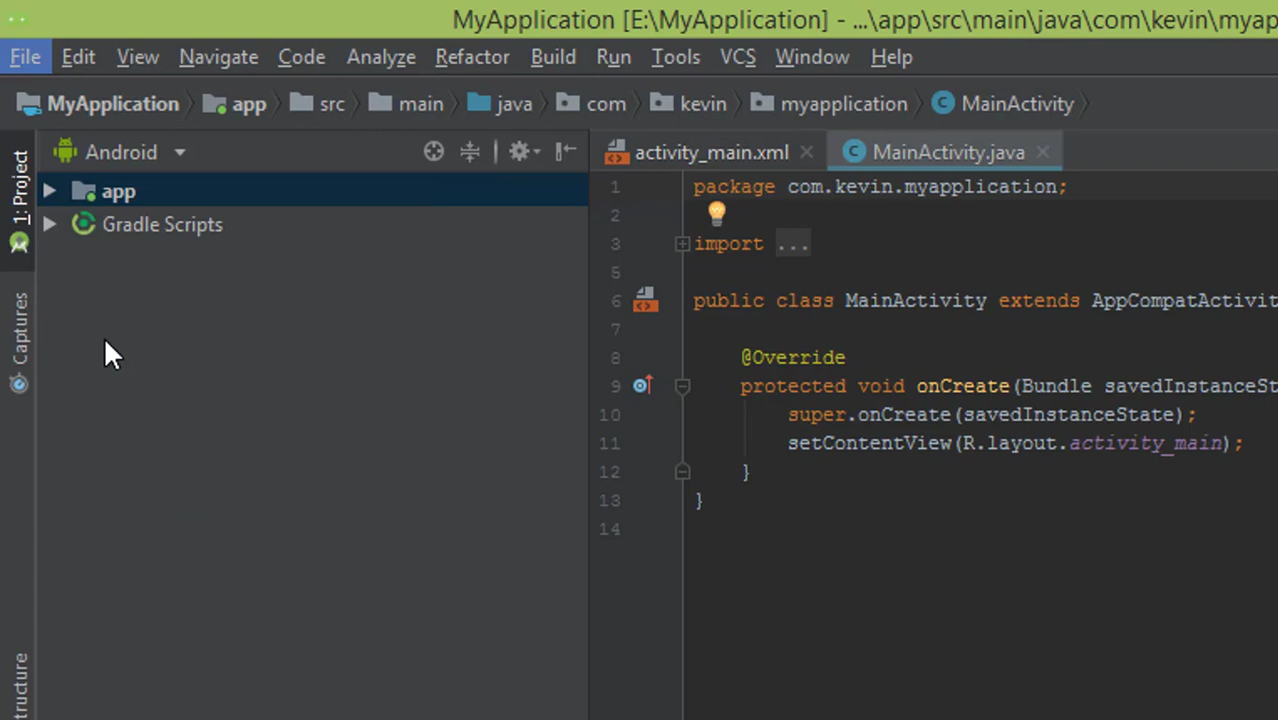 MyApplication [E:\MyApplication] - ...\app\src\main\java\com\kevin\myap
File Edit View Navigate Code Analyze Refactor Build Run Tools VCS Window Help
MyApplication app src main java com kevin myapplication MainActivity
1: Project
Captures
tructure
Android
app
Gradle Scripts
activity_main.xml MainActivity.java
1 package com.kevin.myapplication;
2
3 import ...
5
6 public class MainActivity extends AppCompatActivit
7
8 @Override
9 protected void onCreate(Bundle savedInstanceSt
10 super.onCreate(savedInstanceState);
11 setContentView(R.layout.activity_main);
12 }
13 }
14